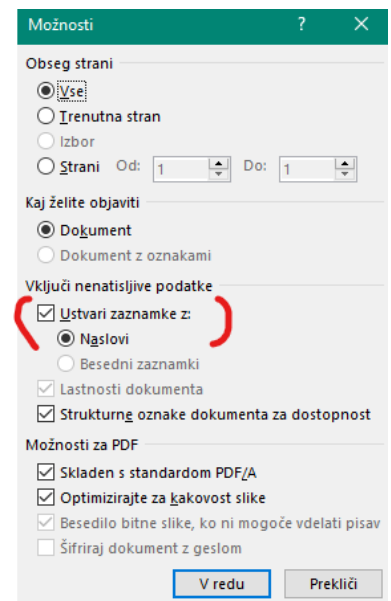 Možnosti ? ×
Obseg strani
Vse
Trenutna stran
Izbor
Strani Od: 1 Do: 1
Kaj želite objaviti
Dokument
Dokument z oznakami
Vključi nenatisljive podatke
Ustvari zaznamke z:
Naslovi
Besedni zaznamki
Lastnosti dokumenta
Strukturne oznake dokumenta za dostopnost
Možnosti za PDF
Skladen s standardom PDF/A
Optimizirajte za kakovost slike
Besedilo bitne slike, ko ni mogoče vdelati pisav
Šifriraj dokument z geslom
V redu Prekliči